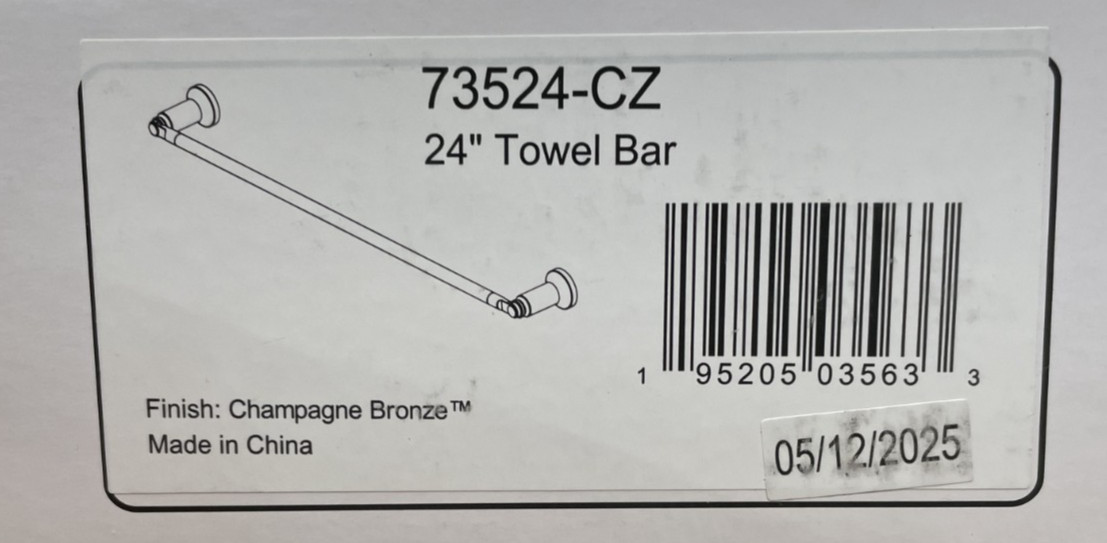 73524-CZ
24" Towel Bar
1 95205 03563 3
Finish: Champagne Bronze™
Made in China
05/12/2025